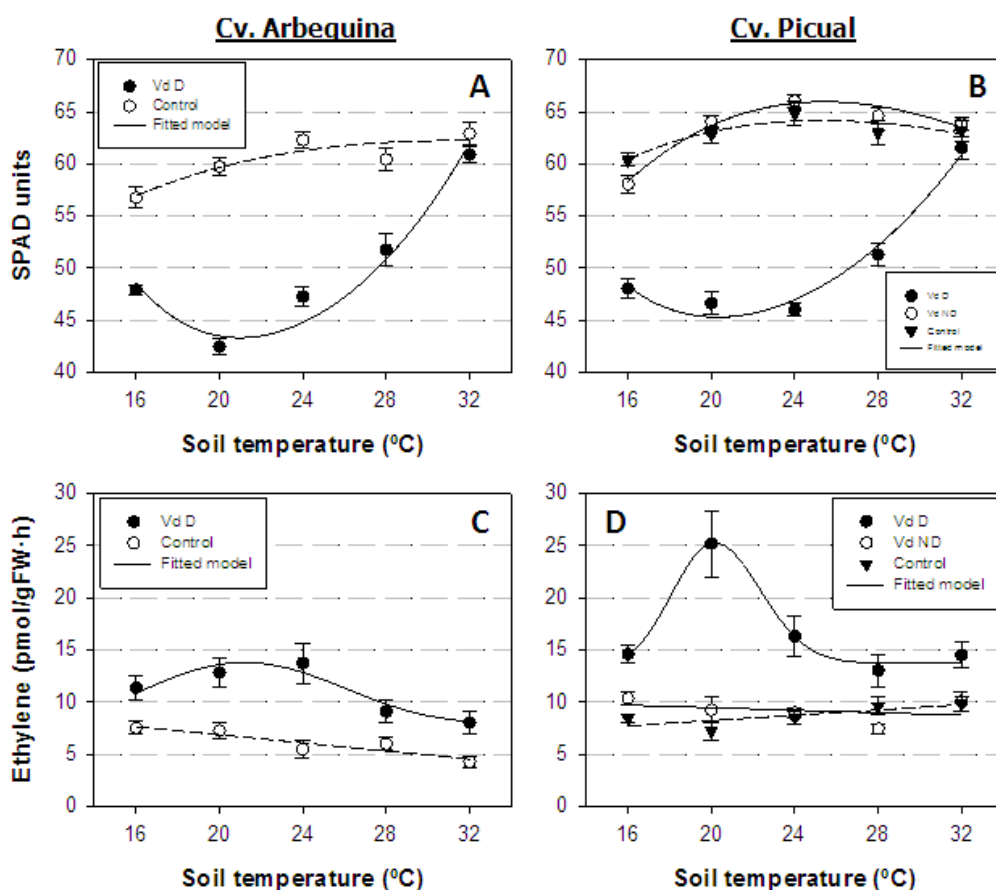 Cv. Arbequina
Cv. Picual
70
65
60
55
50
45
40
SPAD units
Vd D
Control
Fitted model
A
16
20
24
28
32
Soil temperature (ºC)
70
65
60
55
50
45
40
B
Vd D
Vd ND
Control
Fitted model
16
20
24
28
32
Soil temperature (ºC)
30
25
20
15
10
5
0
Ethylene (pmol/gFW·h)
Vd D
Control
Fitted model
C
16
20
24
28
32
Soil temperature (ºC)
30
25
20
15
10
5
0
D
Vd D
Vd ND
Control
Fitted model
16
20
24
28
32
Soil temperature (ºC)